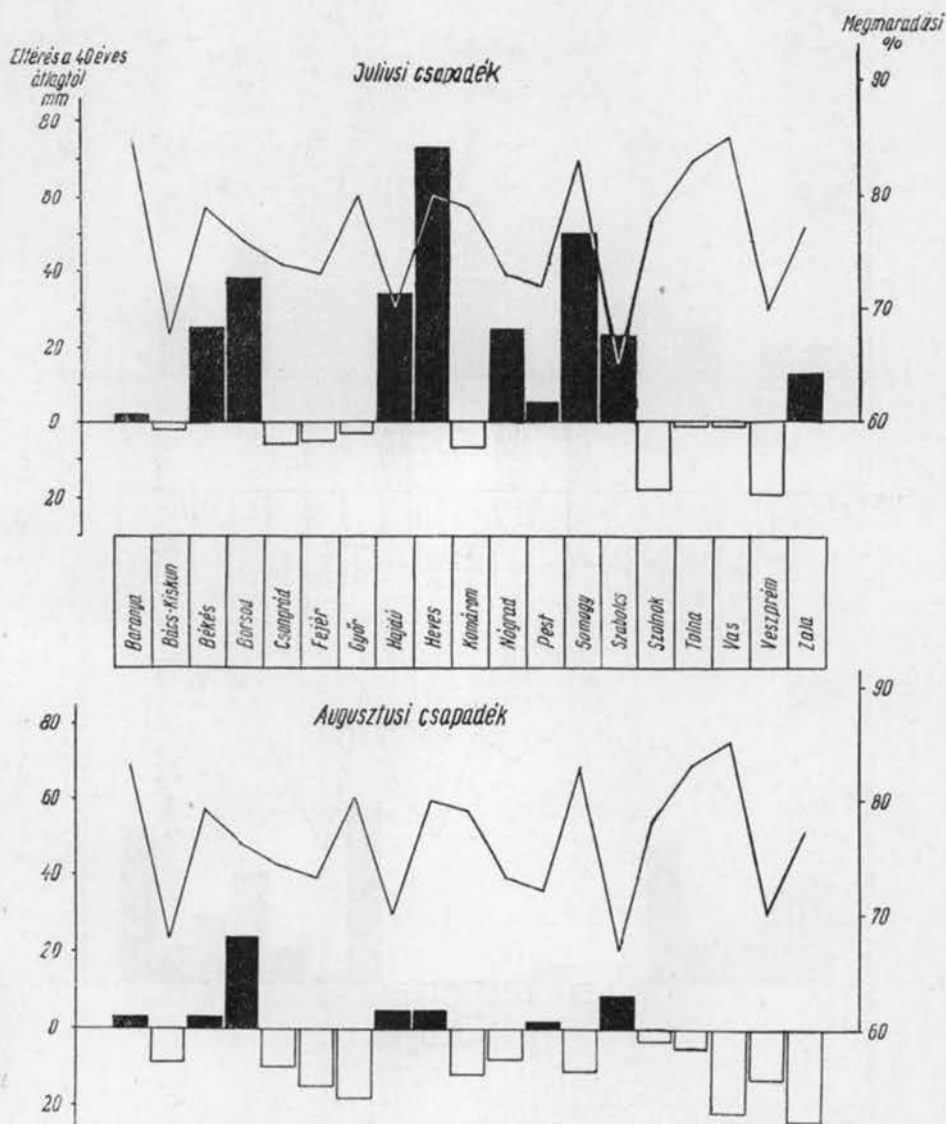 Eltérés a 40 éves
átlagtól
mm
Juliusi csapadék
Megmaradási
%
80
60
40
20
0
20
90
80
70
60
Baranya
Bács-Kiskun
Békés
Borsod
Csongrád
Fejér
Győr
Hajdú
Heves
Komárom
Nógrad
Pest
Somogy
Szabolcs
Szolnok
Tolna
Vas
Veszprém
Zala
Augusztusi csapadék
80
60
40
20
0
20
90
80
70
60